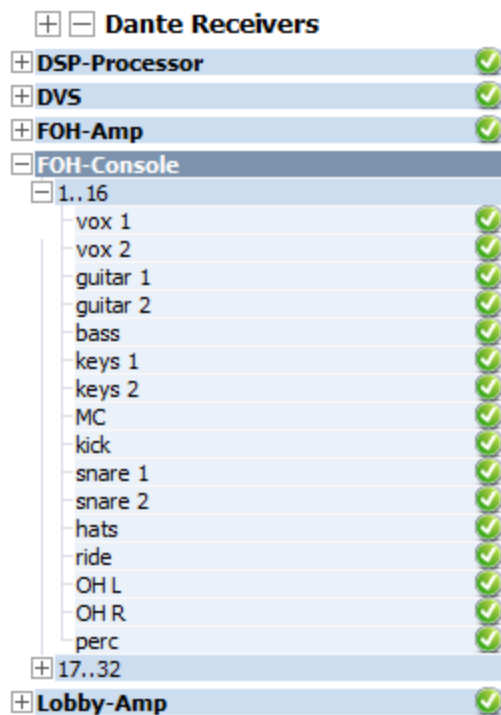 Dante Receivers
DSP-Processor
DVS
FOH-Amp
FOH-Console
1..16
vox 1
vox 2
guitar 1
guitar 2
bass
keys 1
keys 2
MC
kick
snare 1
snare 2
hats
ride
OH L
OH R
perc
17..32
Lobby-Amp